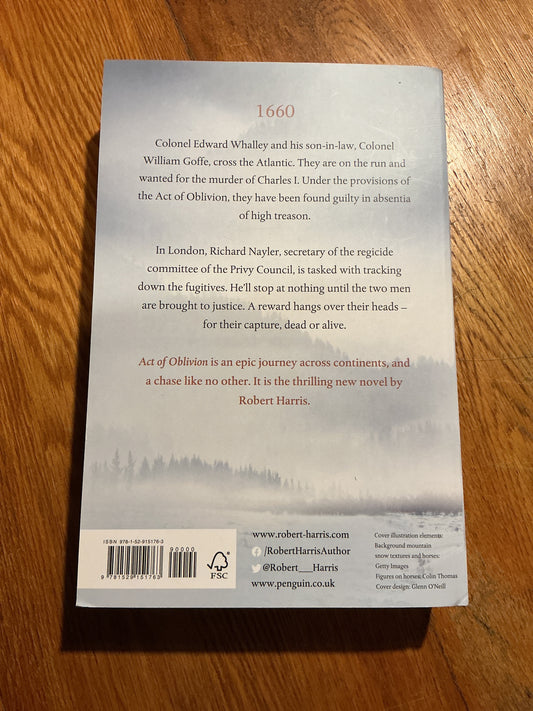 1660
Colonel Edward Whalley and his son-in-law, Colonel
William Goffe, cross the Atlantic. They are on the run and
wanted for the murder of Charles I. Under the provisions of
the Act of Oblivion, they have been found guilty in absentia
of high treason.
In London, Richard Nayler, secretary of the regicide
committee of the Privy Council, is tasked with tracking
down the fugitives. He'll stop at nothing until the two men
are brought to justice. A reward hangs over their heads –
for their capture, dead or alive.
Act of Oblivion is an epic journey across continents, and
a chase like no other. It is the thrilling new novel by
Robert Harris.
ISBN 978-1-52-915176-3
90000
9 781529 151763
FSC
www.robert-harris.com
/RobertHarrisAuthor
@Robert___Harris
www.penguin.co.uk
Cover illustration elements:
Background mountain
snow textures and horses:
Getty Images
Figures on horses: Colin Thomas
Cover design: Glenn O'Neill